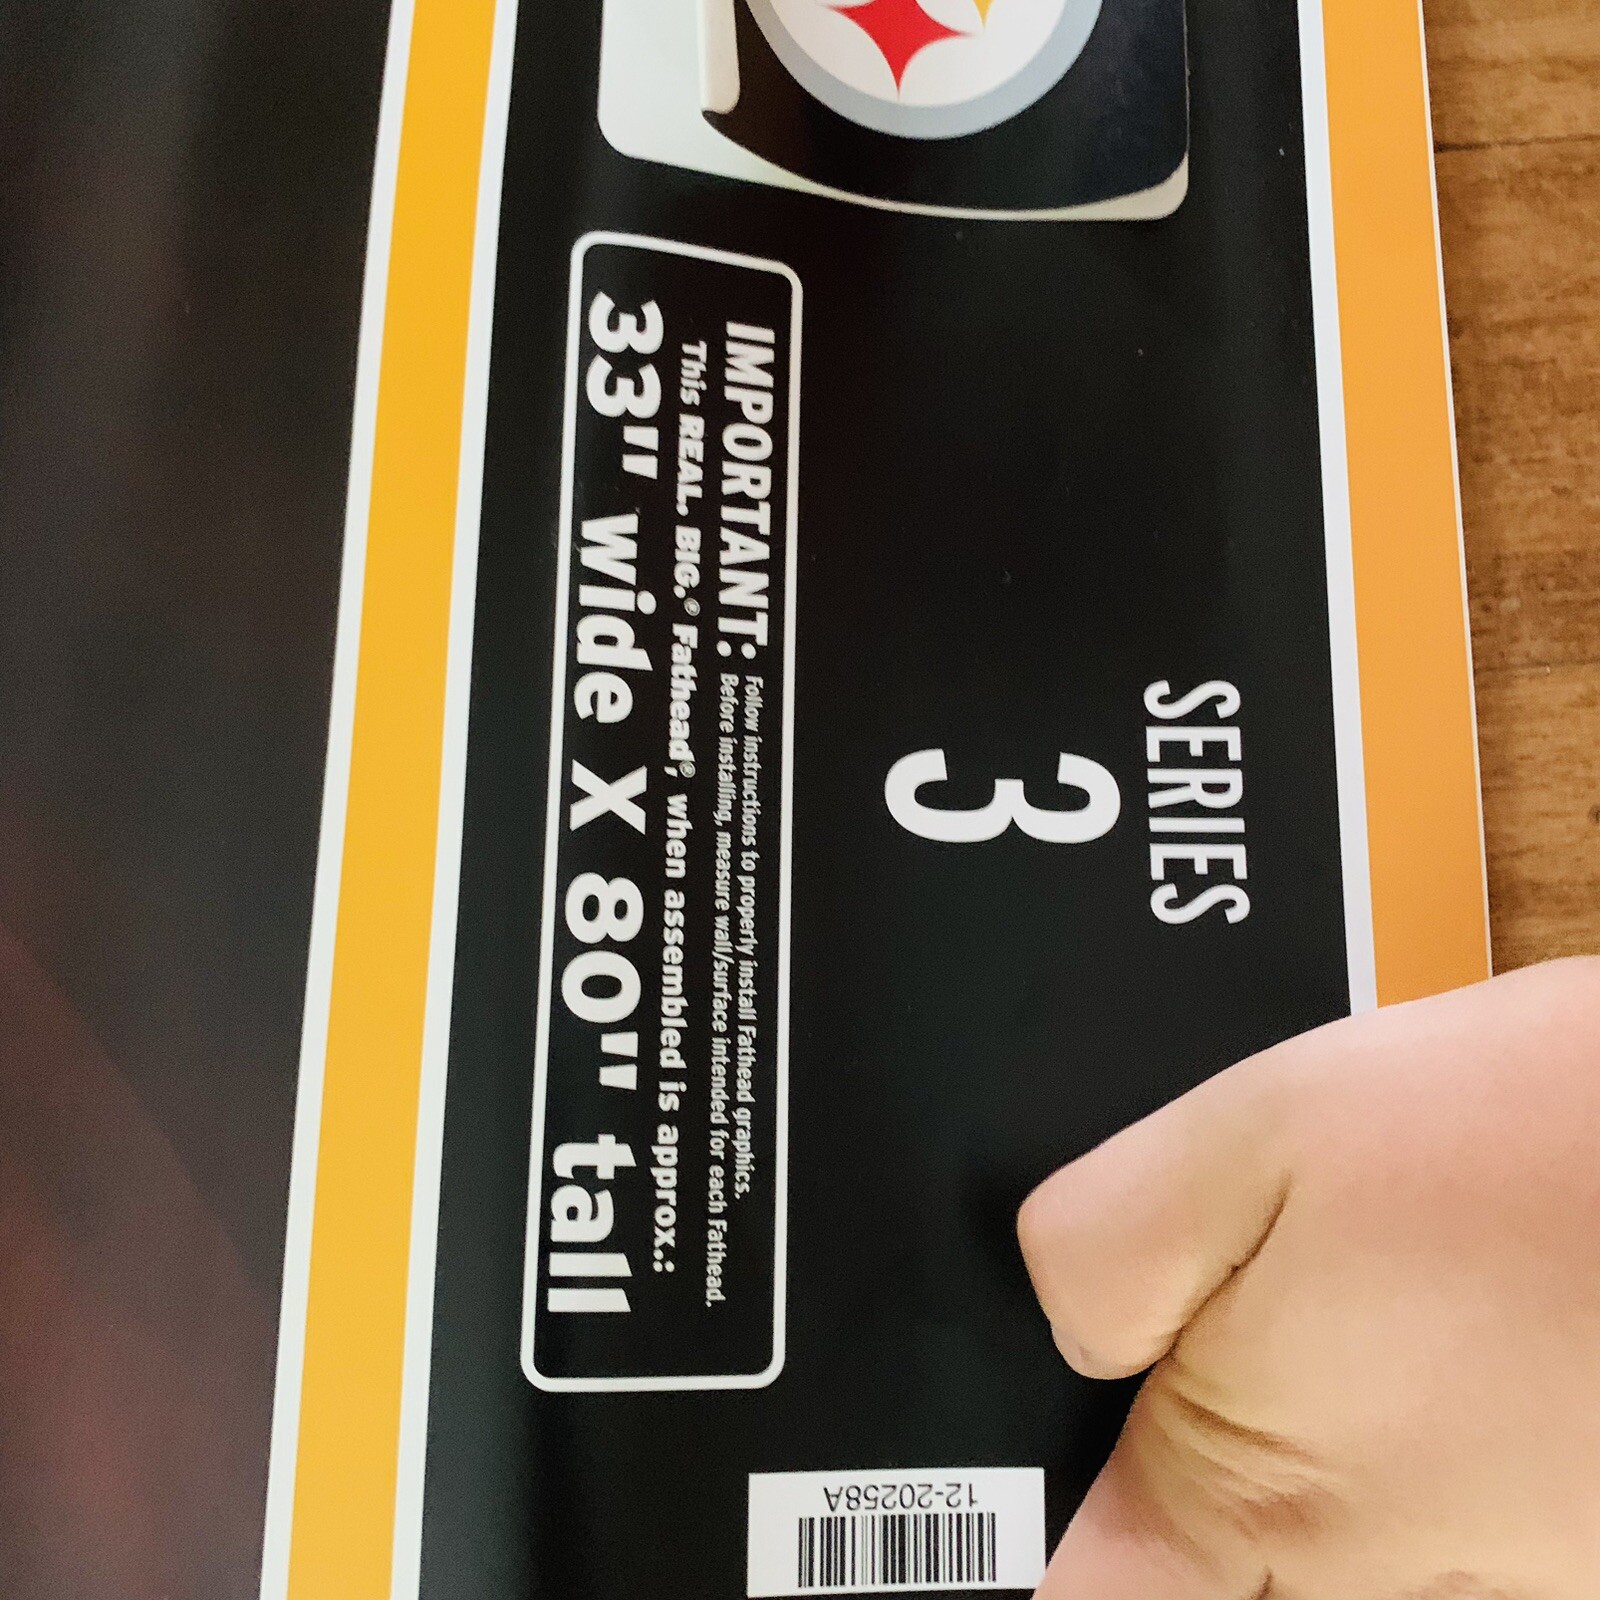 SERIES
3
IMPORTANT: Follow instructions to properly install Fathead graphics.
Before installing, measure wall/surface intended for each Fathead.
This REAL. BIG.® Fathead®, when assembled is approx.:
33" wide X 80" tall
12-20258A